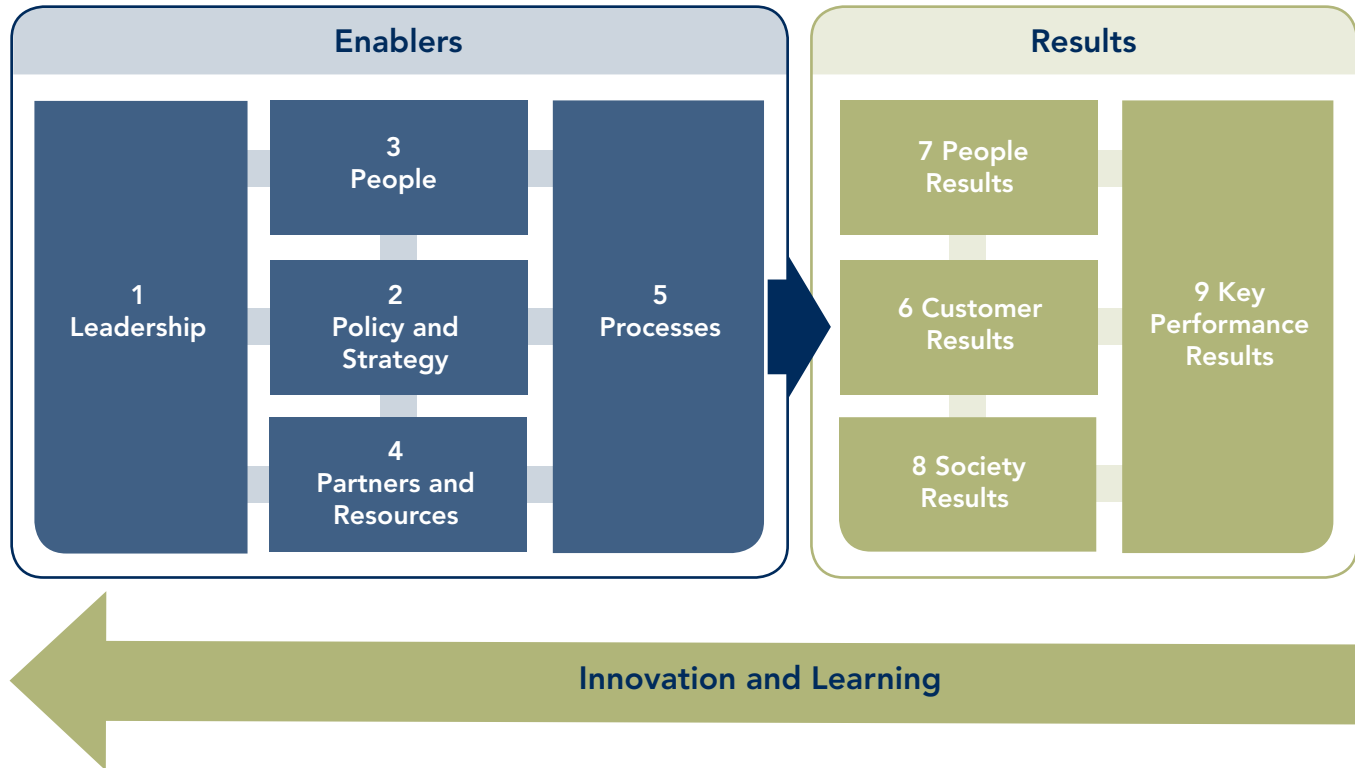 Enablers
1
Leadership
3
People
2
Policy and
Strategy
4
Partners and
Resources
5
Processes
Results
7 People
Results
6 Customer
Results
8 Society
Results
9 Key
Performance
Results
Innovation and Learning